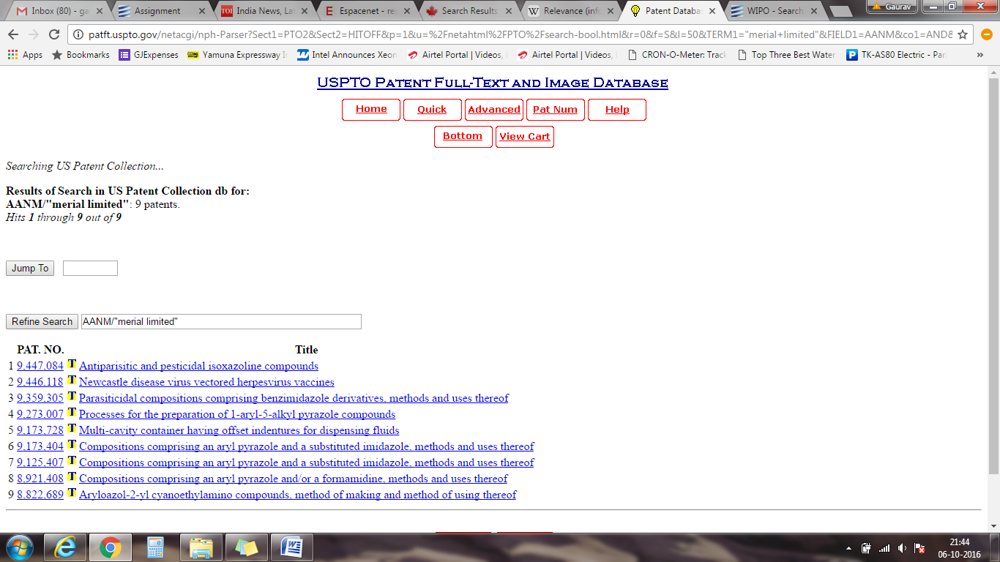 Inbox (80) - ga
Assignment
India News, La
Espacenet - res
Search Results
Relevance (info
Patent Databas
WIPO - Search
Gaurav
patft.uspto.gov/netacgi/nph-Parser?Sect1=PTO2&Sect2=HITOFF&p=1&u=%2Fnetahtml%2FPTO%2Fsearch-bool.html&r=0&f=S&l=50&TERM1="merial+limited"&FIELD1=AANM&co1=AND&
Apps Bookmarks GJExpenses Yamuna Expressway I Intel Announces Xeon Airtel Portal | Videos, Airtel Portal | Videos, CRON-O-Meter: Track Top Three Best Water TK-AS80 Electric - Pan »
USPTO Patent Full-Text and Image Database
Home Quick Advanced Pat Num Help
Bottom View Cart
Searching US Patent Collection...
Results of Search in US Patent Collection db for:
AANM/"merial limited": 9 patents.
Hits 1 through 9 out of 9
Jump To
Refine Search AANM/"merial limited"
PAT. NO. Title
1 9,447,084 T Antiparisitic and pesticidal isoxazoline compounds
2 9,446,118 T Newcastle disease virus vectored herpesvirus vaccines
3 9,359,305 T Parasiticidal compositions comprising benzimidazole derivatives, methods and uses thereof
4 9,273,007 T Processes for the preparation of 1-aryl-5-alkyl pyrazole compounds
5 9,173,728 T Multi-cavity container having offset indentures for dispensing fluids
6 9,173,404 T Compositions comprising an aryl pyrazole and a substituted imidazole, methods and uses thereof
7 9,125,407 T Compositions comprising an aryl pyrazole and a substituted imidazole, methods and uses thereof
8 8,921,408 T Compositions comprising an aryl pyrazole and/or a formamidine, methods and uses thereof
9 8,822,689 T Aryloazol-2-yl cyanoethylamino compounds, method of making and method of using thereof
21:44
06-10-2016